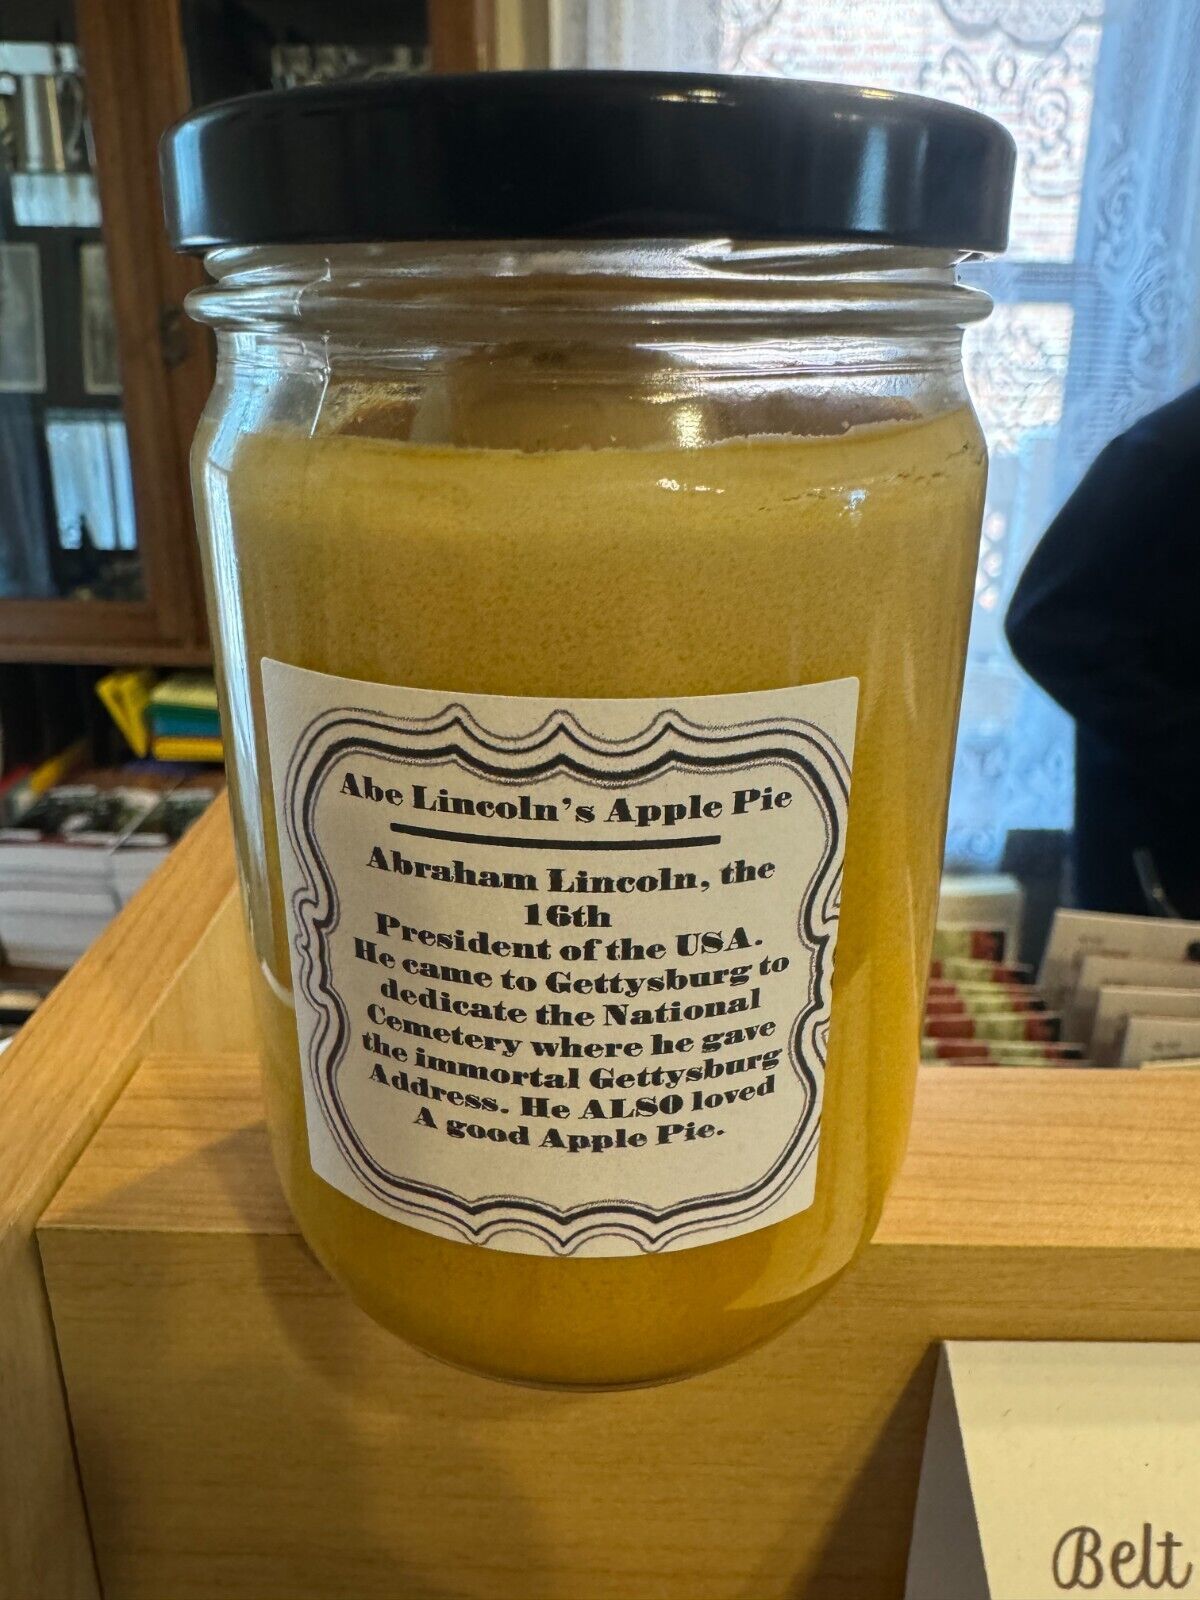 Abe Lincoln's Apple Pie
Abraham Lincoln, the
16th
President of the USA.
He came to Gettysburg to
dedicate the National
Cemetery where he gave
the immortal Gettysburg
Address. He ALSO loved
A good Apple Pie.
Belt